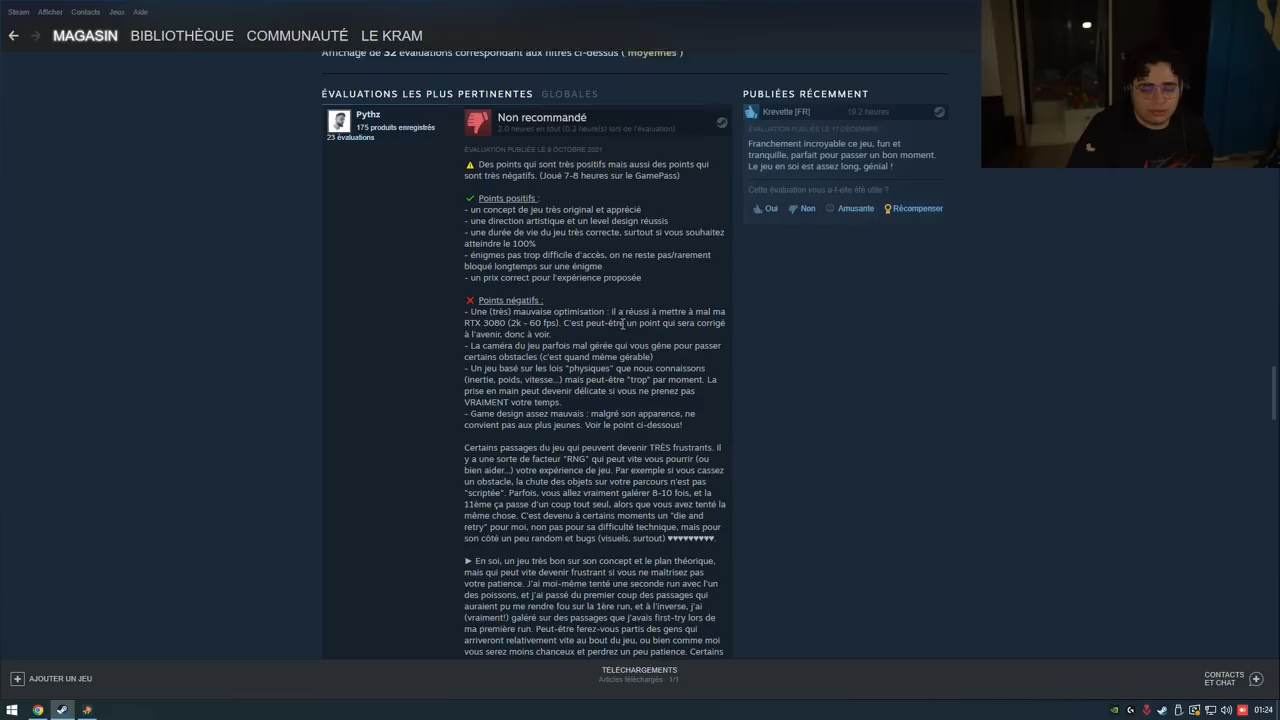 Steam Afficher Contacts Jeux Aide
MAGASIN BIBLIOTHÈQUE COMMUNAUTÉ LE KRAM
Affichage de 32 évaluations correspondant aux filtres ci-dessus ( moyennes )
ÉVALUATIONS LES PLUS PERTINENTES GLOBALES
Pythz
175 produits enregistrés
23 évaluations
Non recommandé
2.0 heures en tout (0.2 heure(s) lors de l'évaluation)
ÉVALUATION PUBLIÉE LE 9 OCTOBRE 2021
Des points qui sont très positifs mais aussi des points qui
sont très négatifs. (Joué 7-8 heures sur le GamePass)
Points positifs :
- un concept de jeu très original et apprécié
- une direction artistique et un level design réussis
- une durée de vie du jeu très correcte, surtout si vous souhaitez
atteindre le 100%
- énigmes pas trop difficile d'accès, on ne reste pas/rarement
bloqué longtemps sur une énigme
- un prix correct pour l'expérience proposée
Points négatifs :
- Une (très) mauvaise optimisation : il a réussi à mettre à mal ma
RTX 3080 (2k - 60 fps). C'est peut-être un point qui sera corrigé
à l'avenir, donc à voir.
- La caméra du jeu parfois mal gérée qui vous gêne pour passer
certains obstacles (c'est quand même gérable)
- Un jeu basé sur les lois "physiques" que nous connaissons
(inertie, poids, vitesse...) mais peut-être "trop" par moment. La
prise en main peut devenir délicate si vous ne prenez pas
VRAIMENT votre temps.
- Game design assez mauvais : malgré son apparence, ne
convient pas aux plus jeunes. Voir le point ci-dessous!
Certains passages du jeu qui peuvent devenir TRÈS frustrants. Il
y a une sorte de facteur "RNG" qui peut vite vous pourrir (ou
bien aider...) votre expérience de jeu. Par exemple si vous cassez
un obstacle, la chute des objets sur votre parcours n'est pas
"scriptée". Parfois, vous allez vraiment galérer 8-10 fois, et la
11ème ça passe d'un coup tout seul, alors que vous avez tenté la
même chose. C'est devenu à certains moments un "die and
retry" pour moi, non pas pour sa difficulté technique, mais pour
son côté un peu random et bugs (visuels, surtout) ♥♥♥♥♥♥♥♥♥.
► En soi, un jeu très bon sur son concept et le plan théorique,
mais qui peut vite devenir frustrant si vous ne maîtrisez pas
votre patience. J'ai moi-même tenté une seconde run avec l'un
des poissons, et j'ai passé du premier coup des passages qui
auraient pu me rendre fou sur la 1ère run, et à l'inverse, j'ai
(vraiment!) galéré sur des passages que j'avais first-try lors de
ma première run. Peut-être ferez-vous partis des gens qui
arriveront relativement vite au bout du jeu, ou bien comme moi
vous serez moins chanceux et perdrez un peu patience. Certains
PUBLIÉES RÉCEMMENT
Krevette [FR] 19.2 heures
ÉVALUATION PUBLIÉE LE 17 DÉCEMBRE
Franchement incroyable ce jeu, fun et
tranquille, parfait pour passer un bon moment.
Le jeu en soi est assez long, génial !
Cette évaluation vous a-t-elle été utile ?
Oui Non Amusante Récompenser
AJOUTER UN JEU
TÉLÉCHARGEMENTS
Articles téléchargés 1/1
CONTACTS
ET CHAT
01:24